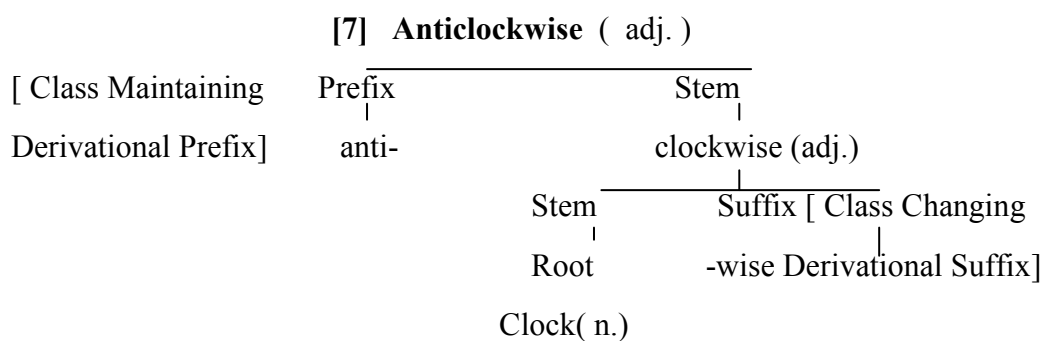 [7] Anticlockwise ( adj. )
[ Class Maintaining Prefix Stem
Derivational Prefix] anti- clockwise (adj.)
Stem Suffix [ Class Changing
Root -wise Derivational Suffix]
Clock( n.)